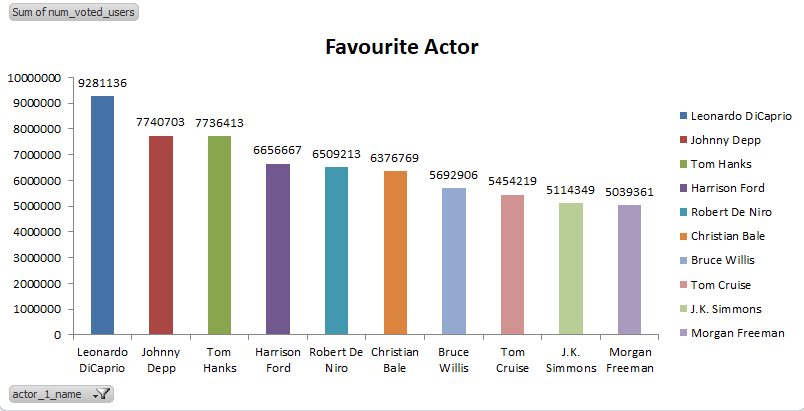 Sum of num_voted_users
Favourite Actor
10000000
9000000
8000000
7000000
6000000
5000000
4000000
3000000
2000000
1000000
0
9281136
7740703
7736413
6656667
6509213
6376769
5692906
5454219
5114349
5039361
Leonardo DiCaprio
Johnny Depp
Tom Hanks
Harrison Ford
Robert De Niro
Christian Bale
Bruce Willis
Tom Cruise
J.K. Simmons
Morgan Freeman
Leonardo
DiCaprio
Johnny
Depp
Tom
Hanks
Harrison
Ford
Robert De
Niro
Christian
Bale
Bruce
Willis
Tom
Cruise
J.K.
Simmons
Morgan
Freeman
actor_1_name